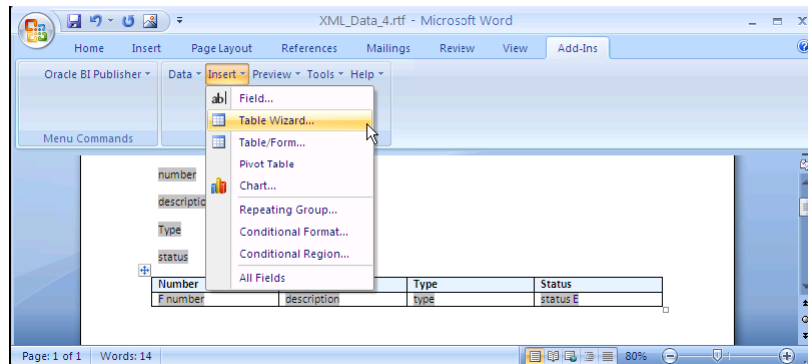 XML_Data_4.rtf - Microsoft Word
Home Insert Page Layout References Mailings Review View Add-Ins
Oracle BI Publisher Data Insert Preview Tools Help
Field...
Table Wizard...
Table/Form...
Pivot Table
Chart...
Repeating Group...
Conditional Format...
Conditional Region...
All Fields
Menu Commands
number
Type
status
Number Type Status
F number description type status E
Page: 1 of 1 Words: 14 80%